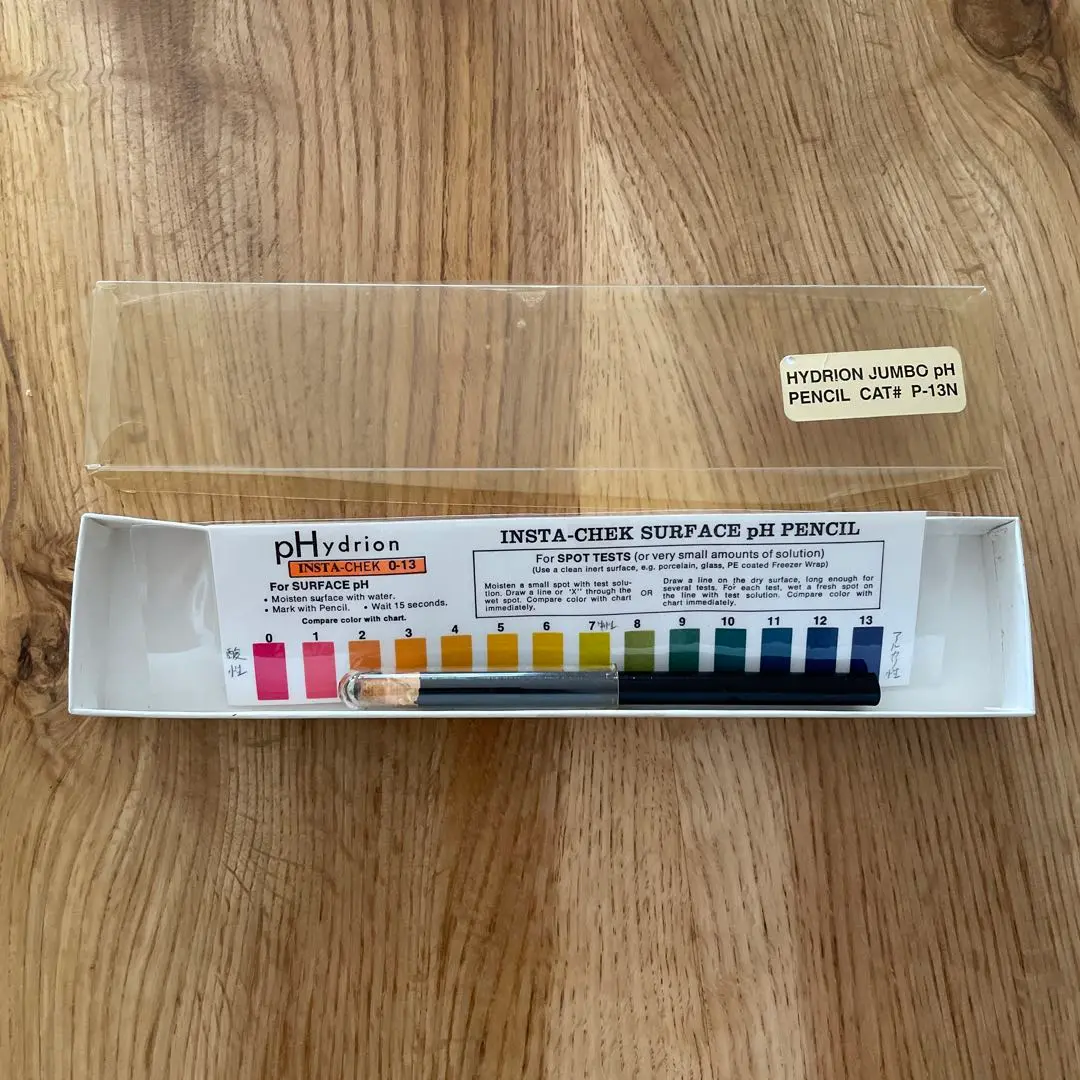 HYDRION JUMBO pH
PENCIL CAT# P-13N
pHydrion
INSTA-CHEK 0-13
For SURFACE pH
• Moisten surface with water.
• Mark with Pencil. • Wait 15 seconds.
Compare color with chart.
INSTA-CHEK SURFACE pH PENCIL
For SPOT TESTS (or very small amounts of solution)
(Use a clean inert surface, e.g. porcelain, glass, PE coated Freezer Wrap)
Moisten a small spot with test solu-
tion. Draw a line or "X" through the
wet spot. Compare color with chart
immediately.
OR
Draw a line on the dry surface, long enough for
several tests. For each test, wet a fresh spot on
the line with test solution. Compare color with
chart immediately.
0 1 2 3 4 5 6 7 8 9 10 11 12 13
酸性
アルカリ性